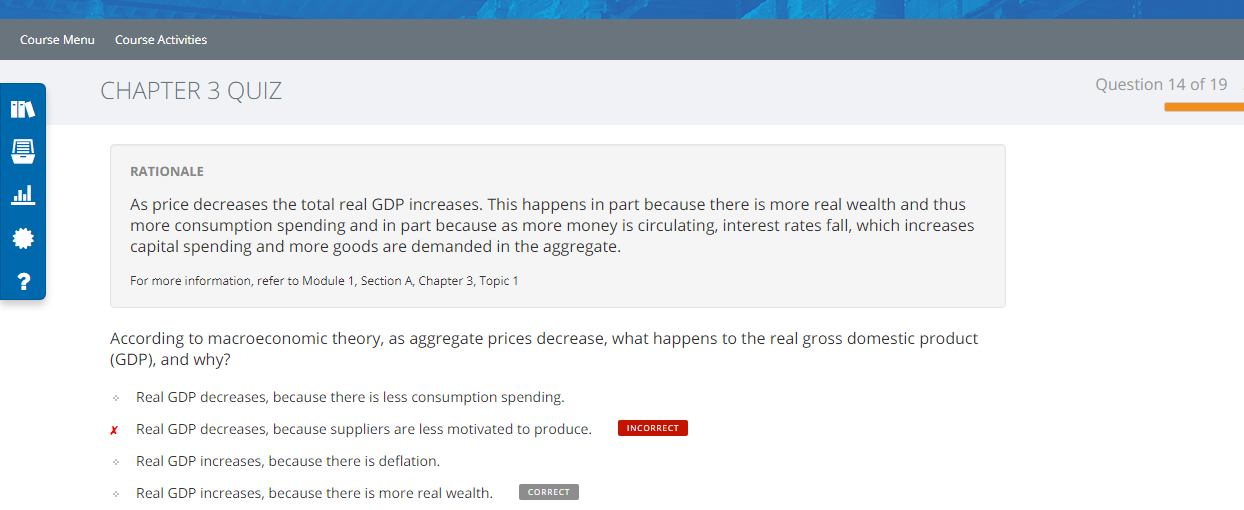 Course Menu Course Activities
CHAPTER 3 QUIZ
Question 14 of 19
RATIONALE
As price decreases the total real GDP increases. This happens in part because there is more real wealth and thus
more consumption spending and in part because as more money is circulating, interest rates fall, which increases
capital spending and more goods are demanded in the aggregate.
For more information, refer to Module 1, Section A, Chapter 3, Topic 1
According to macroeconomic theory, as aggregate prices decrease, what happens to the real gross domestic product
(GDP), and why?
Real GDP decreases, because there is less consumption spending.
✗ Real GDP decreases, because suppliers are less motivated to produce. INCORRECT
Real GDP increases, because there is deflation.
Real GDP increases, because there is more real wealth. CORRECT
?